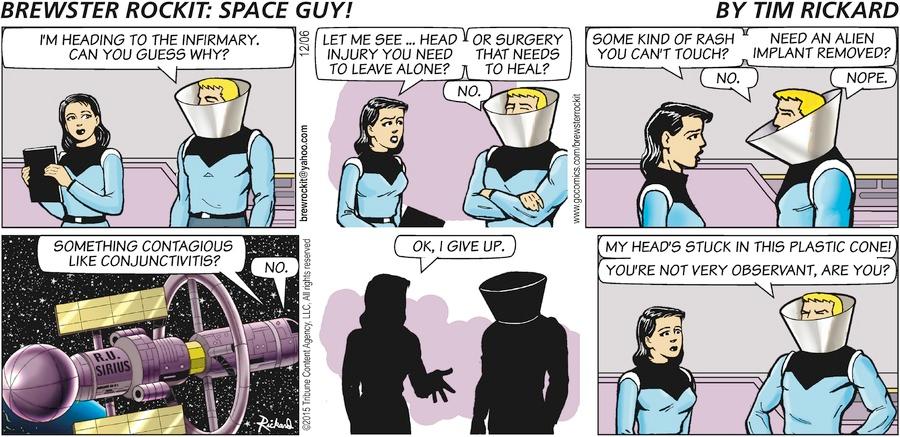 BREWSTER ROCKIT: SPACE GUY!
BY TIM RICKARD
I'M HEADING TO THE INFIRMARY.
CAN YOU GUESS WHY?
12/06
brewrockit@yahoo.com
LET ME SEE ... HEAD
INJURY YOU NEED
TO LEAVE ALONE?
OR SURGERY
THAT NEEDS
TO HEAL?
NO.
www.gocomics.com/brewsterrockit
SOME KIND OF RASH
YOU CAN'T TOUCH?
NO.
NEED AN ALIEN
IMPLANT REMOVED?
NOPE.
SOMETHING CONTAGIOUS
LIKE CONJUNCTIVITIS?
NO.
R.U.
SIRIUS
Rickard
©2015 Tribune Content Agency, LLC. All rights reserved
OK, I GIVE UP.
MY HEAD'S STUCK IN THIS PLASTIC CONE!
YOU'RE NOT VERY OBSERVANT, ARE YOU?